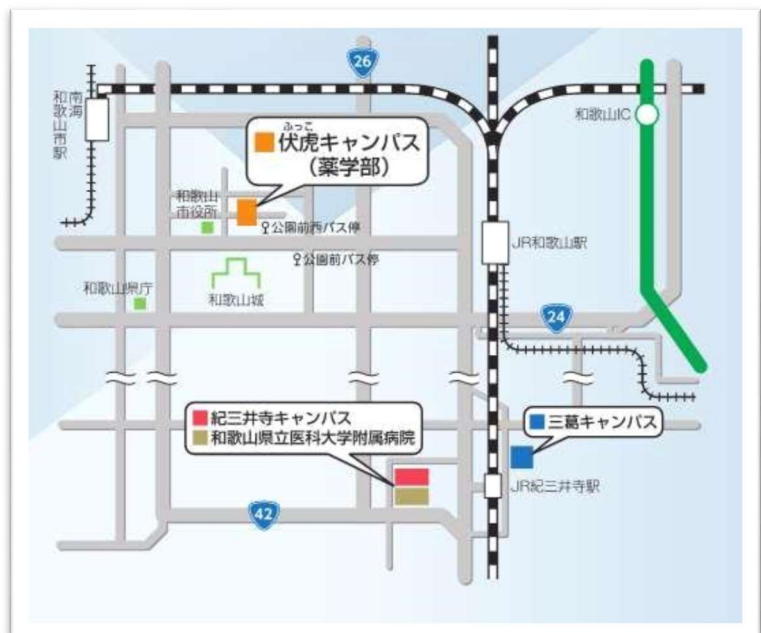 26
南海
和歌山市駅
和歌山IC
ふっこ
伏虎キャンパス
(薬学部)
和歌山
市役所
公園前西バス停
JR和歌山駅
公園前バス停
和歌山県庁
和歌山城
24
紀三井寺キャンパス
和歌山県立医科大学附属病院
三葛キャンパス
JR紀三井寺駅
42